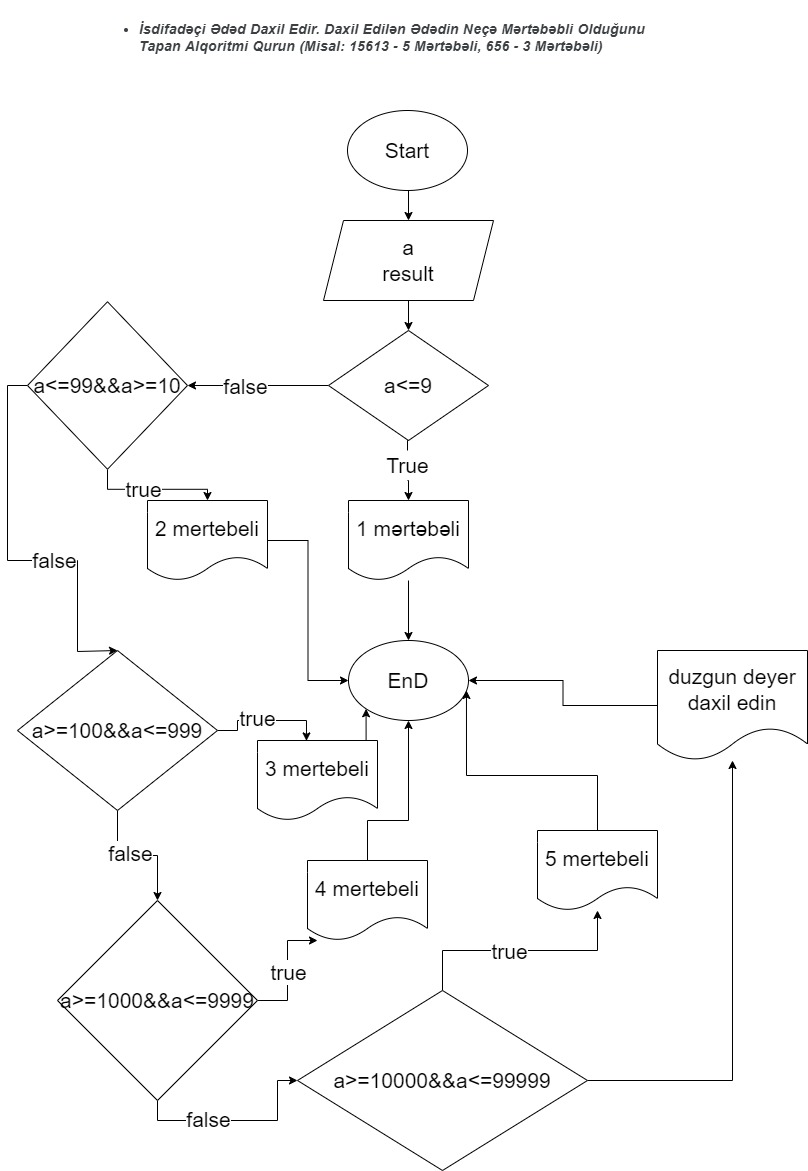 İsdifadəçi Ədəd Daxil Edir. Daxil Edilən Ədədin Neçə Mərtəbəbli Olduğunu
Tapan Alqoritmi Qurun (Misal: 15613 - 5 Mərtəbəli, 656 - 3 Mərtəbəli)
Start
a
result
a<=9
false
a<=99&&a>=10
True
true
2 mertebeli
1 mərtəbəli
false
EnD
duzgun deyer
daxil edin
a>=100&&a<=999
true
3 mertebeli
false
4 mertebeli
5 mertebeli
true
true
a>=1000&&a<=9999
a>=10000&&a<=99999
false